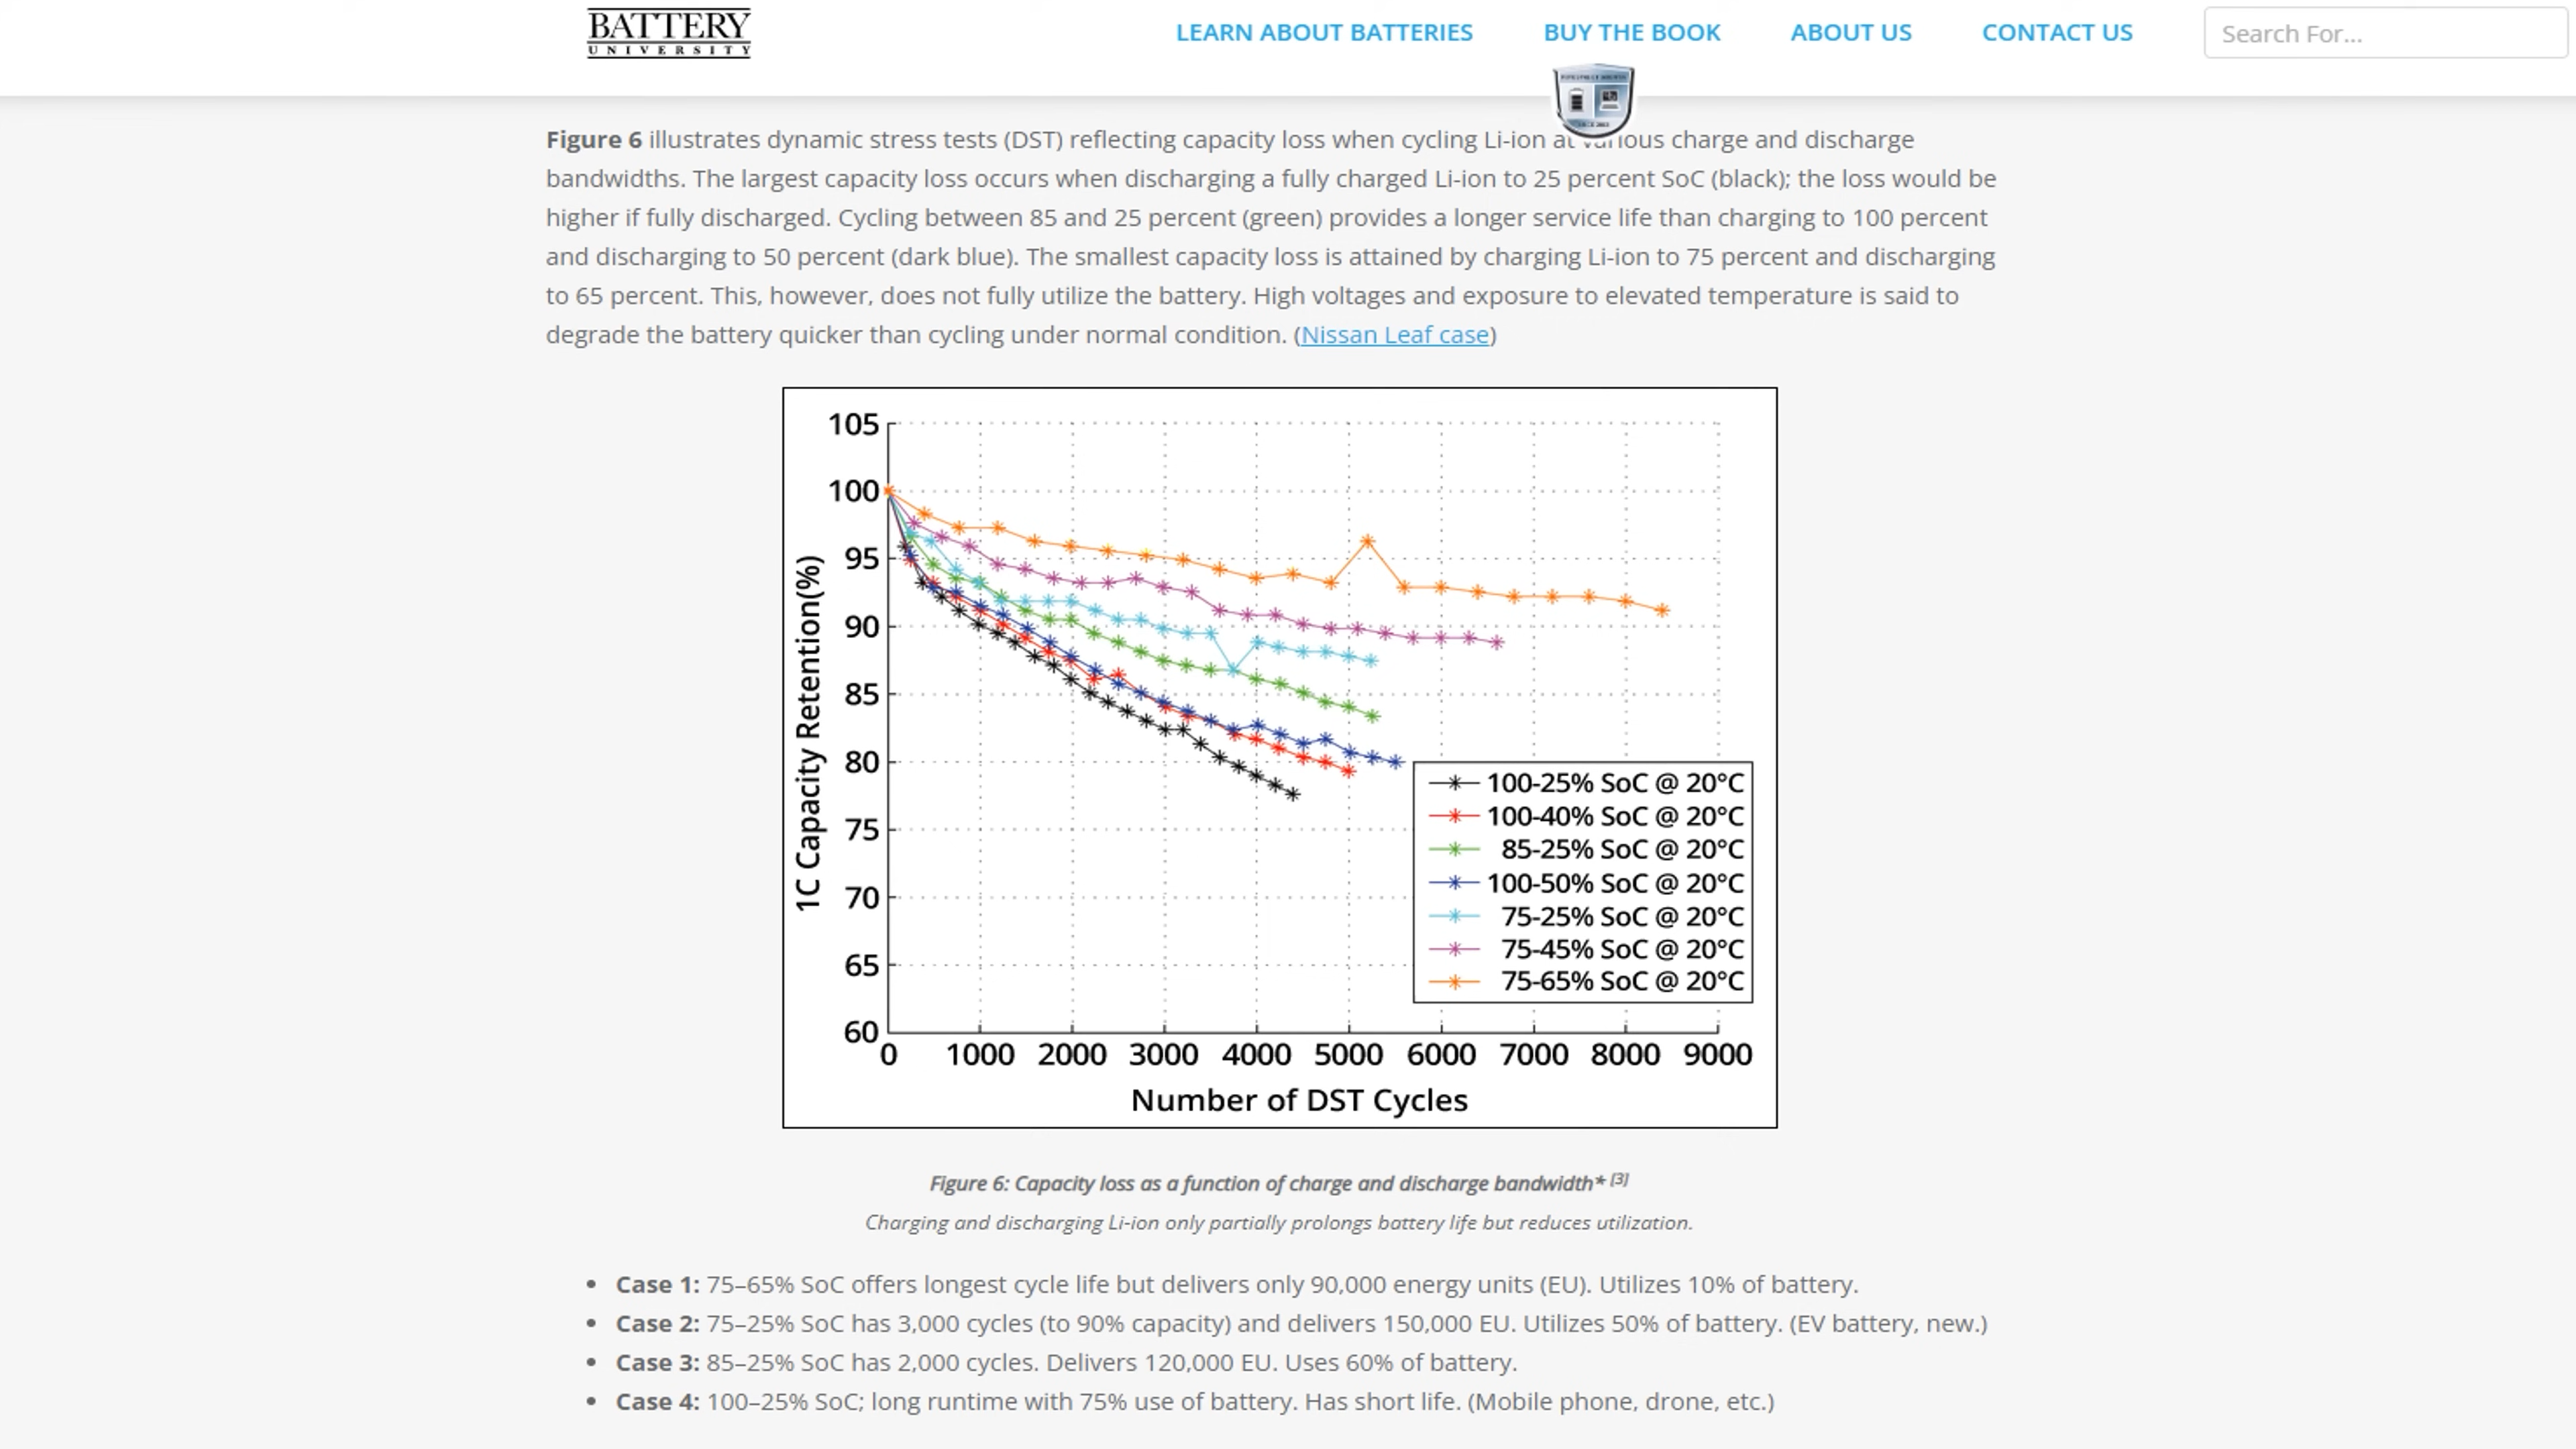 BATTERY
UNIVERSITY
LEARN ABOUT BATTERIES
BUY THE BOOK
ABOUT US
CONTACT US
Search For...
Figure 6 illustrates dynamic stress tests (DST) reflecting capacity loss when cycling Li-ion at various charge and discharge
bandwidths. The largest capacity loss occurs when discharging a fully charged Li-ion to 25 percent SoC (black); the loss would be
higher if fully discharged. Cycling between 85 and 25 percent (green) provides a longer service life than charging to 100 percent
and discharging to 50 percent (dark blue). The smallest capacity loss is attained by charging Li-ion to 75 percent and discharging
to 65 percent. This, however, does not fully utilize the battery. High voltages and exposure to elevated temperature is said to
degrade the battery quicker than cycling under normal condition. (Nissan Leaf case)
105
100
95
90
85
80
75
70
65
60
1C Capacity Retention(%)
100-25% SoC @ 20°C
100-40% SoC @ 20°C
85-25% SoC @ 20°C
100-50% SoC @ 20°C
75-25% SoC @ 20°C
75-45% SoC @ 20°C
75-65% SoC @ 20°C
0 1000 2000 3000 4000 5000 6000 7000 8000 9000
Number of DST Cycles
Figure 6: Capacity loss as a function of charge and discharge bandwidth* [3]
Charging and discharging Li-ion only partially prolongs battery life but reduces utilization.
• Case 1: 75–65% SoC offers longest cycle life but delivers only 90,000 energy units (EU). Utilizes 10% of battery.
• Case 2: 75–25% SoC has 3,000 cycles (to 90% capacity) and delivers 150,000 EU. Utilizes 50% of battery. (EV battery, new.)
• Case 3: 85–25% SoC has 2,000 cycles. Delivers 120,000 EU. Uses 60% of battery.
• Case 4: 100–25% SoC; long runtime with 75% use of battery. Has short life. (Mobile phone, drone, etc.)